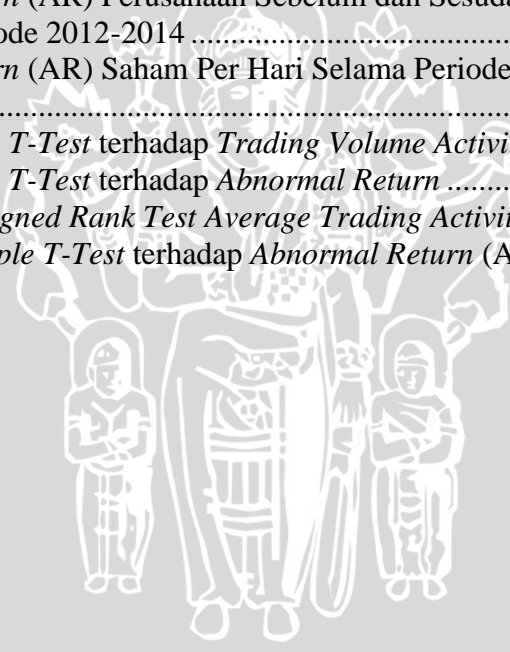 rn (AR) Perusahaan Sebelum dan Sesuda
ode 2012-2014 ...................................................
rn (AR) Saham Per Hari Selama Periode
.......................................................................
T-Test terhadap Trading Volume Activi
T-Test terhadap Abnormal Return ..........
gned Rank Test Average Trading Activit
ple T-Test terhadap Abnormal Return (A